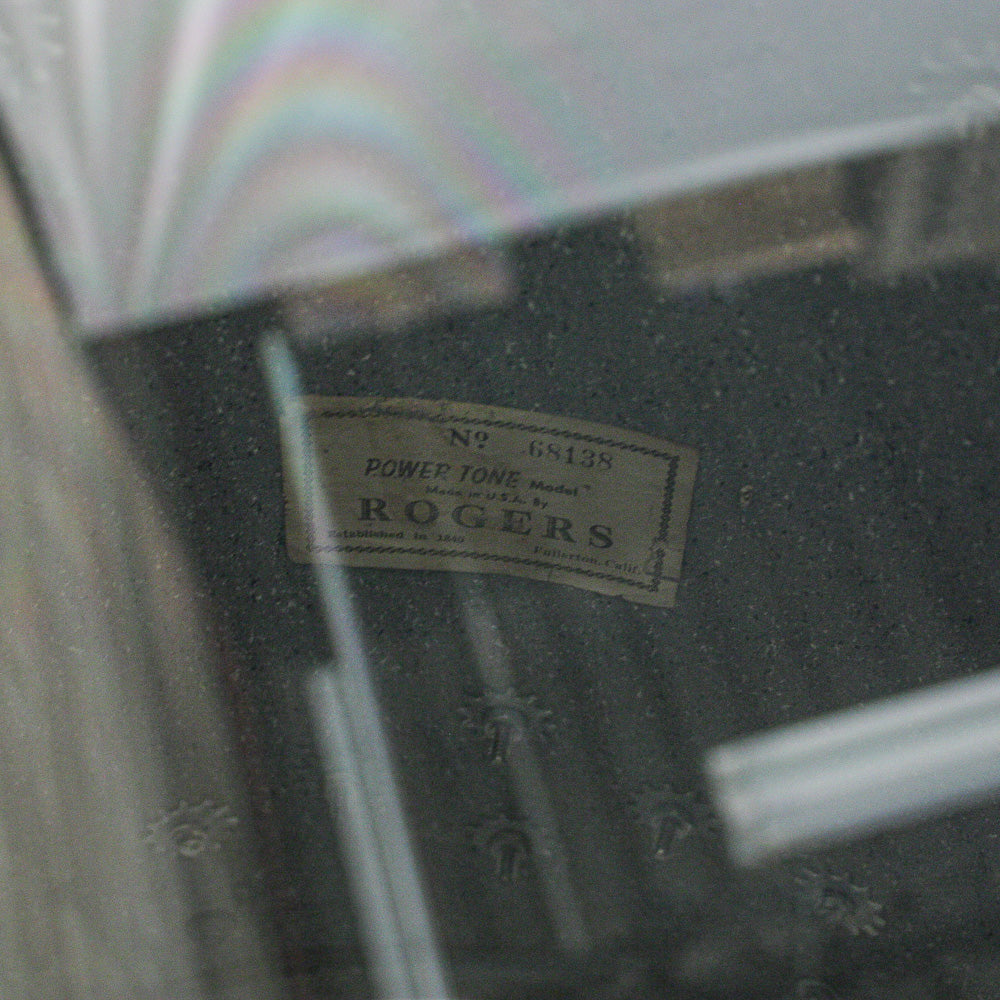 Nº 68138
POWER TONE Model
Made in U.S.A. By
ROGERS
Established in 1849
Fullerton, Calif.